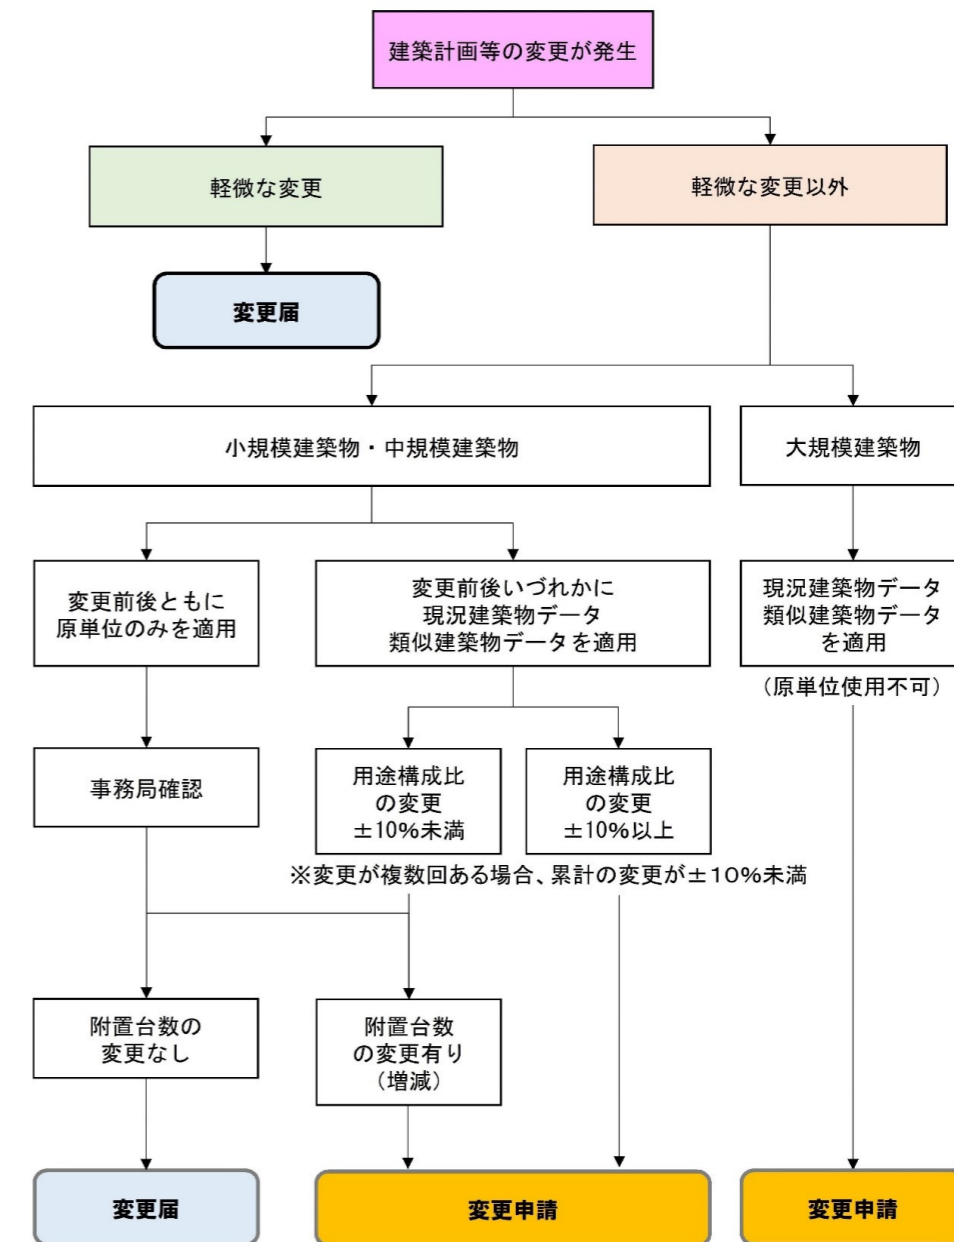 建築計画等の変更が発生
軽微な変更
軽微な変更以外
変更届
小規模建築物・中規模建築物
大規模建築物
変更前後ともに
原単位のみを適用
変更前後いづれかに
現況建築物データ
類似建築物データを適用
現況建築物データ
類似建築物データ
を適用
（原単位使用不可）
事務局確認
用途構成比
の変更
±10%未満
用途構成比
の変更
±10%以上
※変更が複数回ある場合、累計の変更が±１０%未満
附置台数の
変更なし
附置台数
の変更有り
（増減）
変更届
変更申請
変更申請